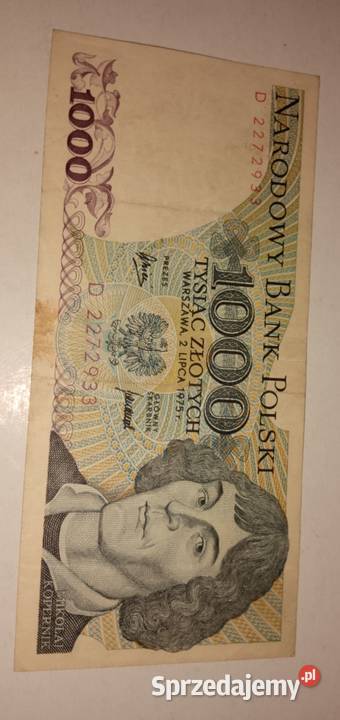 NARODOWY BANK POLSKI
D 2272933
1000
TYSIĄC ZŁOTYCH
WARSZAWA 2 LIPCA 1975 r.
PREZES
GŁÓWNY
SKARBNIK
D 2272933
1000
MIKOŁAJ
KOPERNIK
Sprzedajemy.pl